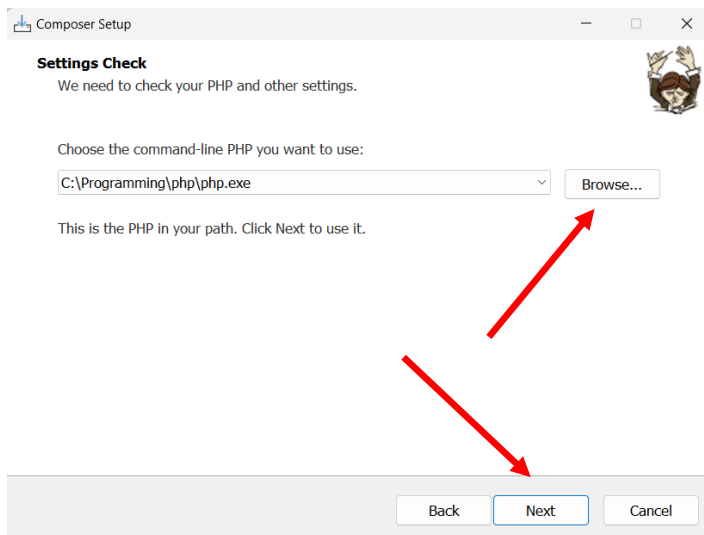 Composer Setup
Settings Check
We need to check your PHP and other settings.
Choose the command-line PHP you want to use:
C:\Programming\php\php.exe
Browse...
This is the PHP in your path. Click Next to use it.
Back
Next
Cancel